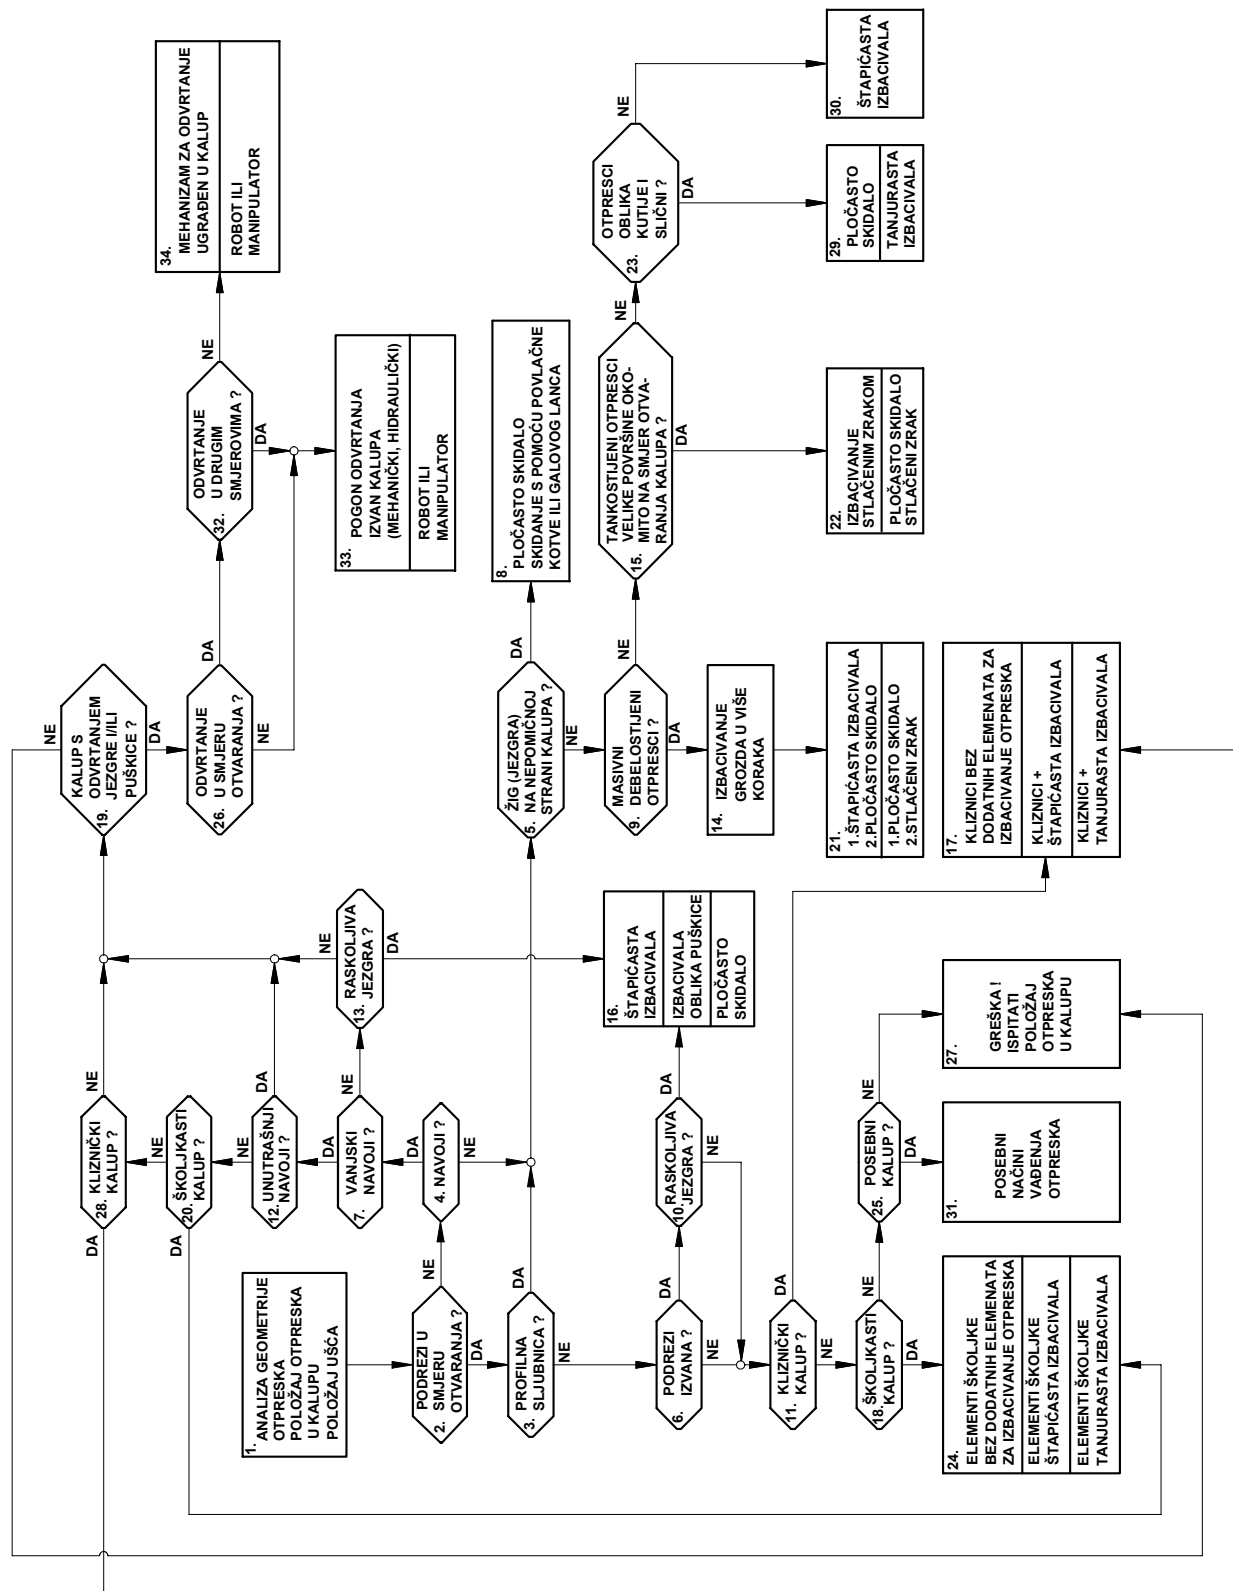 1. ANALIZA GEOMETRIJE
OTPRESKA
POLOŽAJ OTPRESKA
U KALUPU
POLOŽAJ UŠĆA
PODREZI U
SMJERU
2. OTVARANJA ?
NE
DA
PROFILNA
3. SLJUBNICA ?
DA
NE
4. NAVOJI ?
DA
NE
ŽIG (JEZGRA)
NA NEPOMIČNOJ
5. STRANI KALUPA ?
DA
NE
PODREZI
6. IZVANA ?
DA
NE
VANJSKI
7. NAVOJI ?
DA
NE
8. PLOČASTO SKIDALO
SKIDANJE S POMOĆU POVLAČNE
KOTVE ILI GALOVOG LANCA
MASIVNI
DEBELOSTIJENI
9. OTPRESCI ?
NE
DA
RASKOLJIVA
10. JEZGRA ?
DA
NE
KLIZNIČKI
11. KALUP ?
DA
NE
UNUTRAŠNJI
12. NAVOJI ?
NE
DA
RASKOLJIVA
13. JEZGRA ?
NE
DA
14. IZBACIVANJE
GROZDA U VIŠE
KORAKA
TANKOSTIJENI OTPRESCI
VELIKE POVRŠINE OKO-
MITO NA SMJER OTVA-
15. RANJA KALUPA ?
NE
DA
16. ŠTAPIĆASTA
IZBACIVALA
IZBACIVALA
OBLIKA PUŠKICE
PLOČASTO
SKIDALO
17. KLIZNICI BEZ
DODATNIH ELEMENATA ZA
IZBACIVANJE OTPRESKA
KLIZNICI +
ŠTAPIĆASTA IZBACIVALA
KLIZNICI +
TANJURASTA IZBACIVALA
ŠKOLJKASTI
18. KALUP ?
NE
DA
KALUP S
ODVRTANJEM
JEZGRE I/ILI
19. PUŠKICE ?
NE
DA
ŠKOLJKASTI
20. KALUP ?
NE
DA
21. 1.ŠTAPIĆASTA IZBACIVALA
2.PLOČASTO SKIDALO
1.PLOČASTO SKIDALO
2.STLAČENI ZRAK
22. IZBACIVANJE
STLAČENIM ZRAKOM
PLOČASTO SKIDALO
STLAČENI ZRAK
OTPRESCI
OBLIKA
KUTIJE I
23. SLIČNI ?
NE
DA
24. ELEMENTI ŠKOLJKE
BEZ DODATNIH ELEMENATA
ZA IZBACIVANJE OTPRESKA
ELEMENTI ŠKOLJKE
ŠTAPIĆASTA IZBACIVALA
ELEMENTI ŠKOLJKE
TANJURASTA IZBACIVALA
POSEBNI
25. KALUP ?
NE
DA
ODVRTANJE
U SMJERU
26. OTVARANJA ?
DA
NE
27. GREŠKA !
ISPITATI
POLOŽAJ
OTPRESKA
U KALUPU
KLIZNIČKI
28. KALUP ?
NE
DA
29. PLOČASTO
SKIDALO
TANJURASTA
IZBACIVALA
30. ŠTAPIĆASTA
IZBACIVALA
31. POSEBNI
NAČINI
VAĐENJA
OTPRESKA
ODVRTANJE
U DRUGIM
32. SMJEROVIMA ?
NE
DA
33. POGON ODVRTANJA
IZVAN KALUPA
(MEHANIČKI, HIDRAULIČKI)
ROBOT ILI
MANIPULATOR
34. MEHANIZAM ZA ODVRTANJE
UGRAĐEN U KALUP
ROBOT ILI
MANIPULATOR